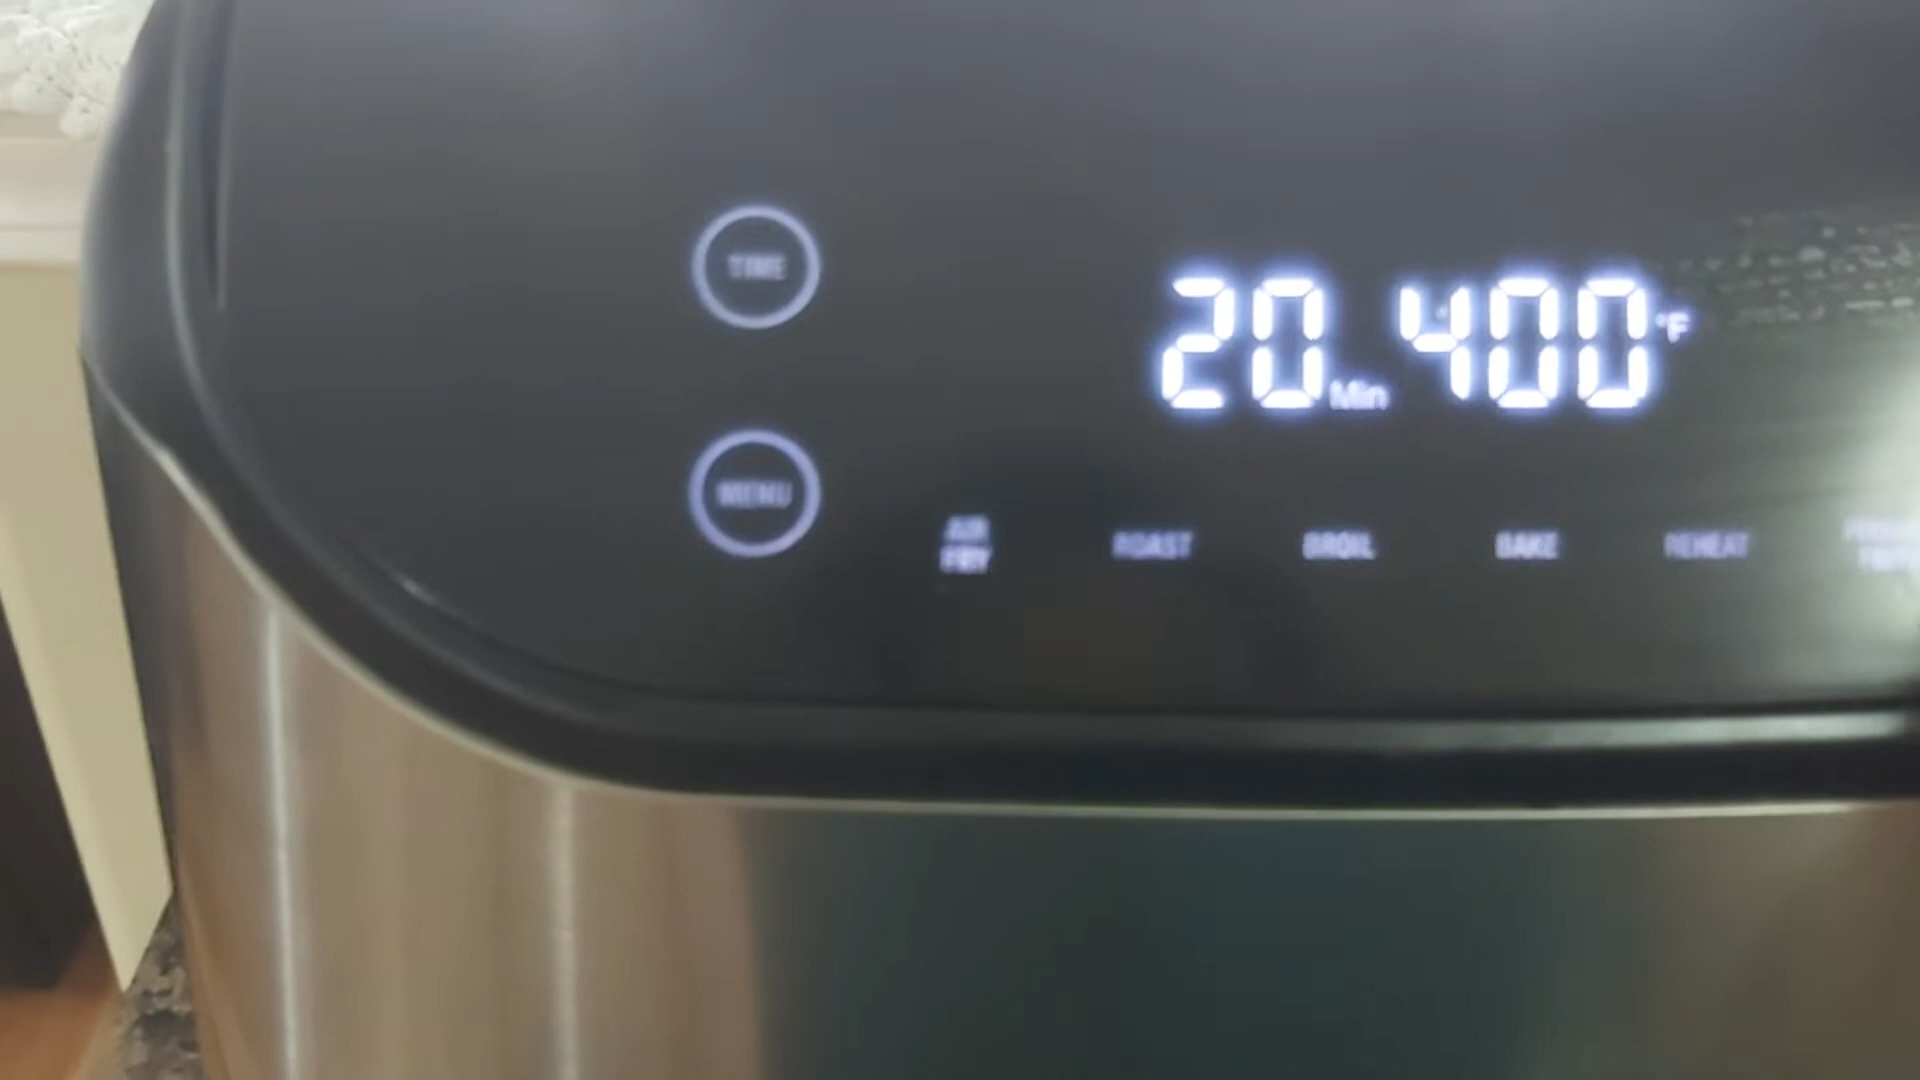 TIME
20 Min 400 °F
MENU
AIR FRY
ROAST
BROIL
BAKE
REHEAT